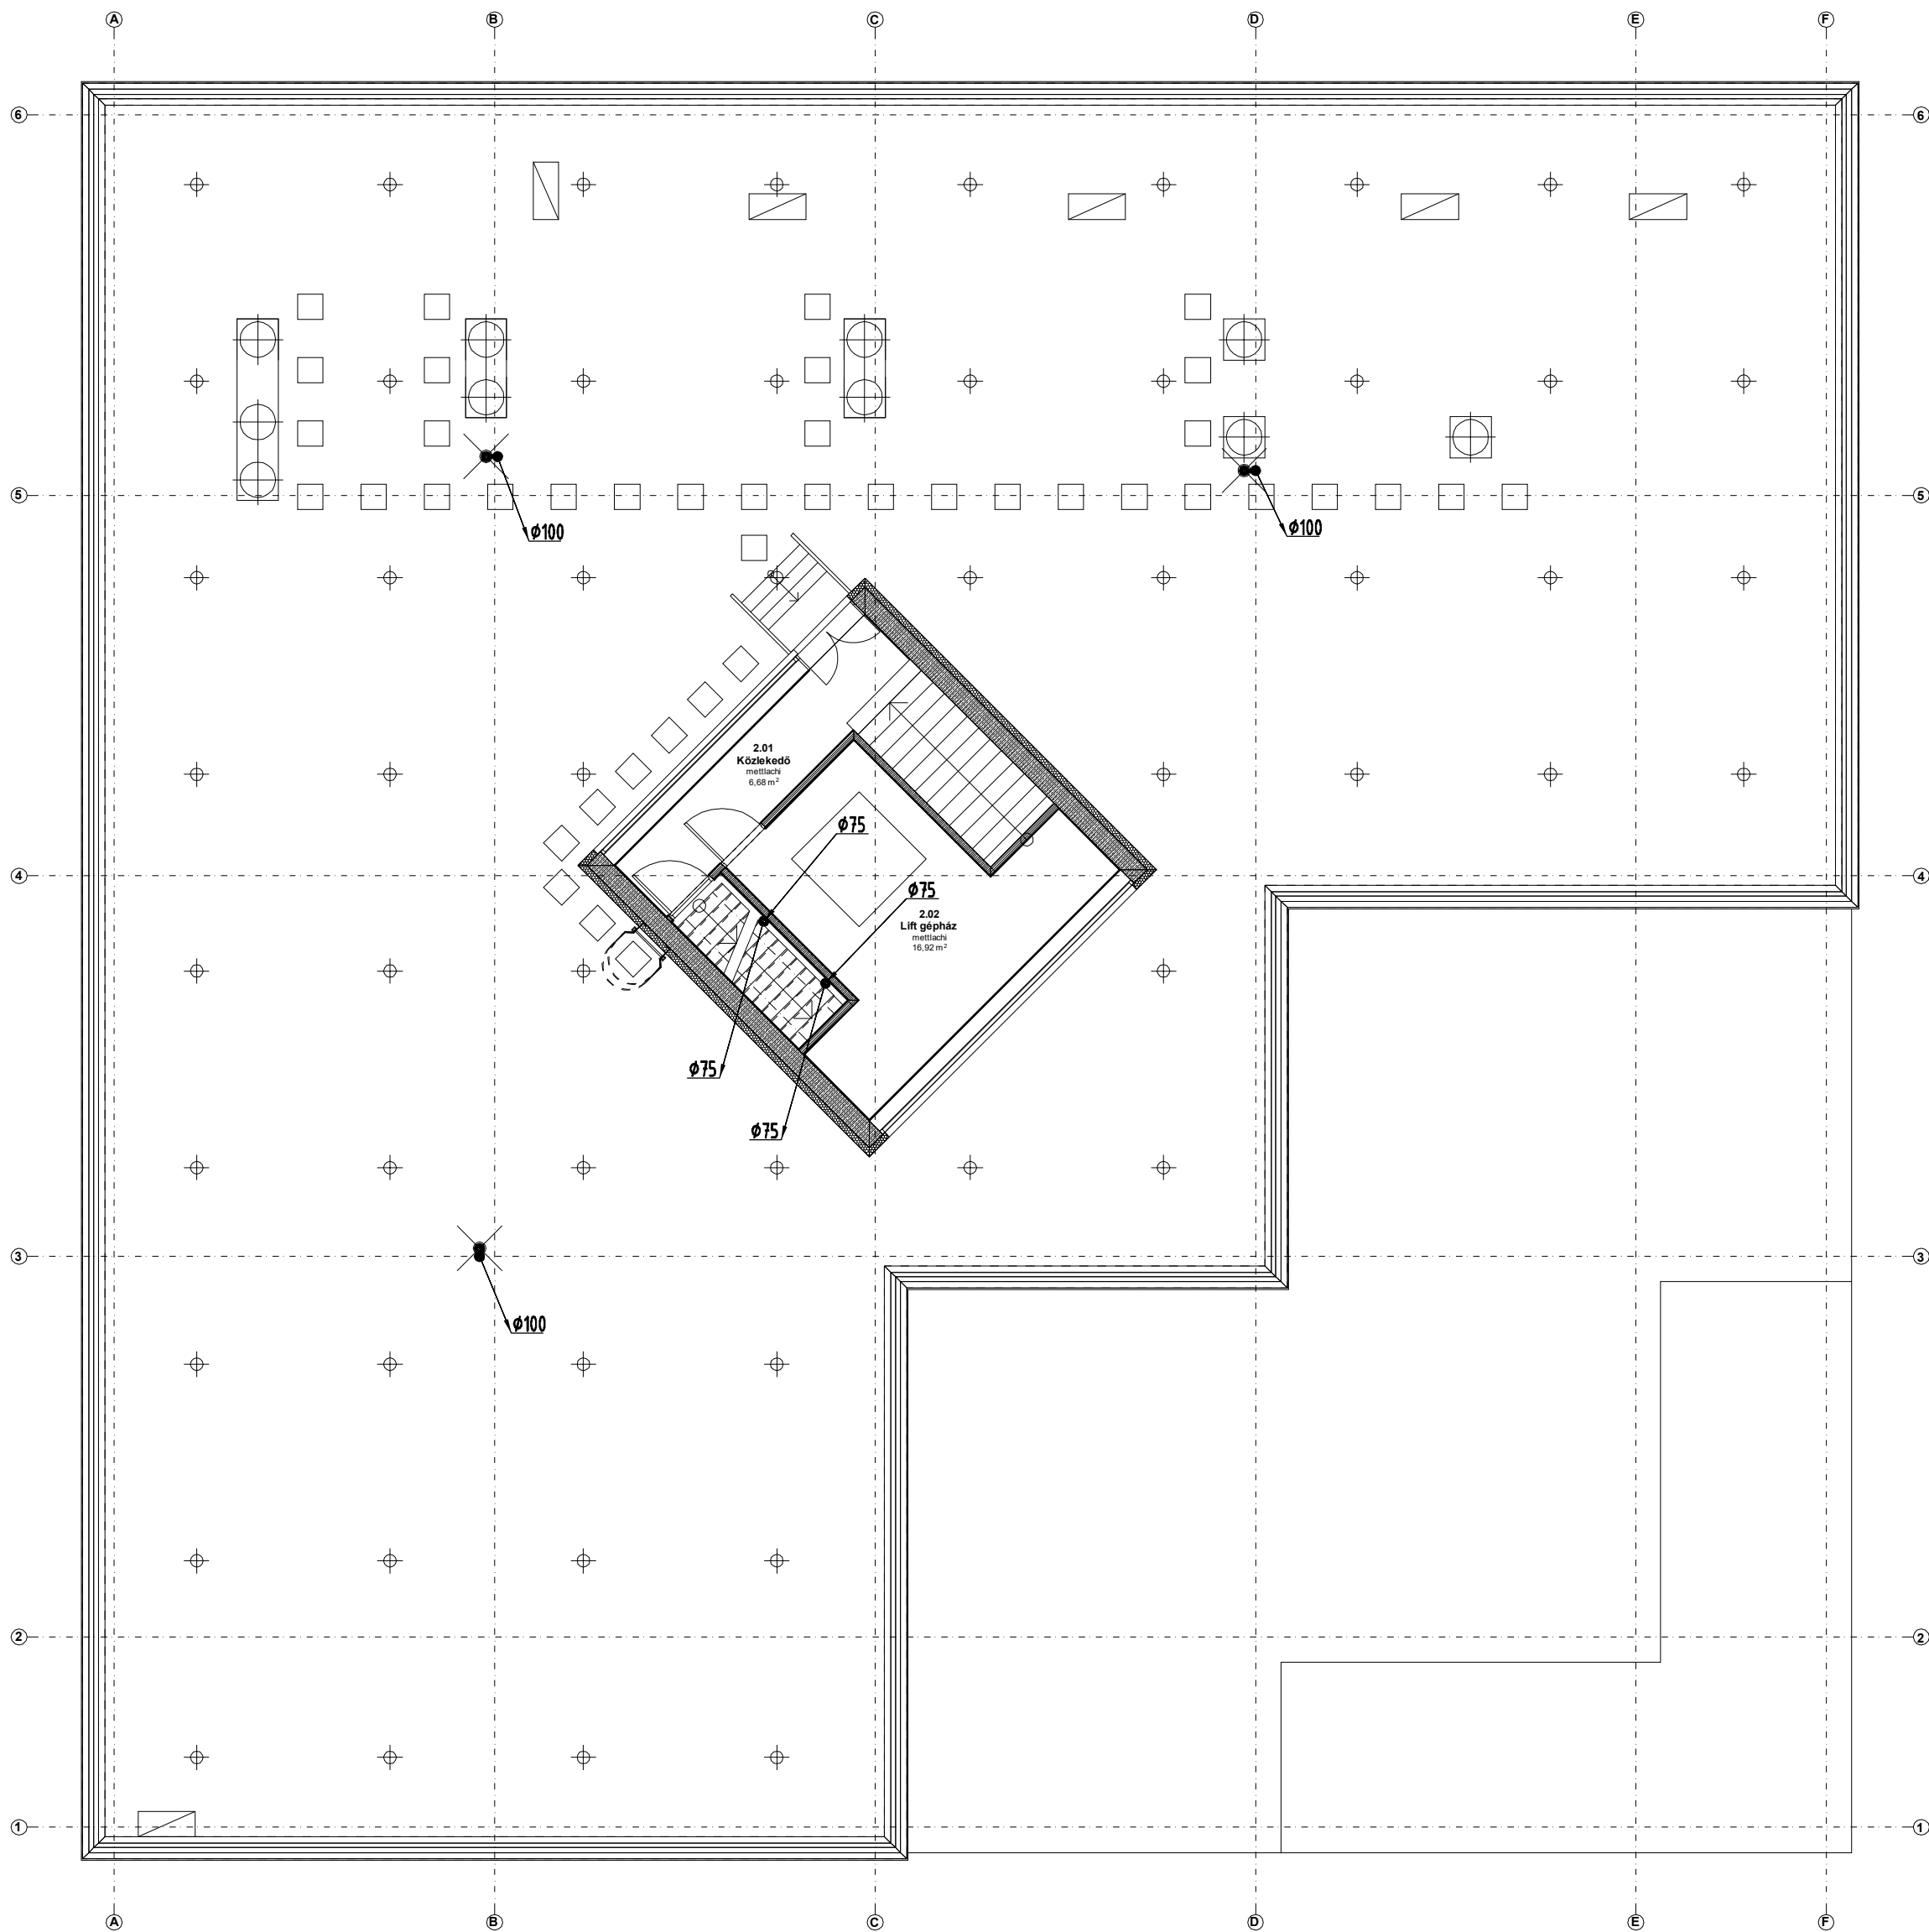 A B C D E F
6 6
5 5
ϕ100 ϕ100
2.01
Közlekedő
mettlachi
6,68 m²
ϕ75
4 4
ϕ75
2.02
Lift gépház
mettlachi
16,92 m²
ϕ75
ϕ75
3 3
ϕ100
2 2
1 1
A B C D E F